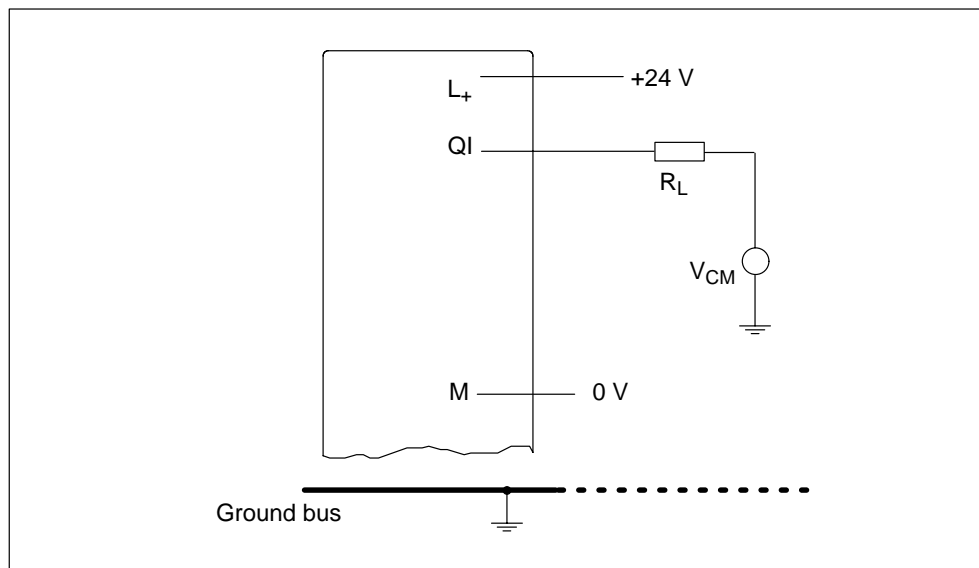 L+
+24 V
QI
RL
VCM
M
0 V
Ground bus